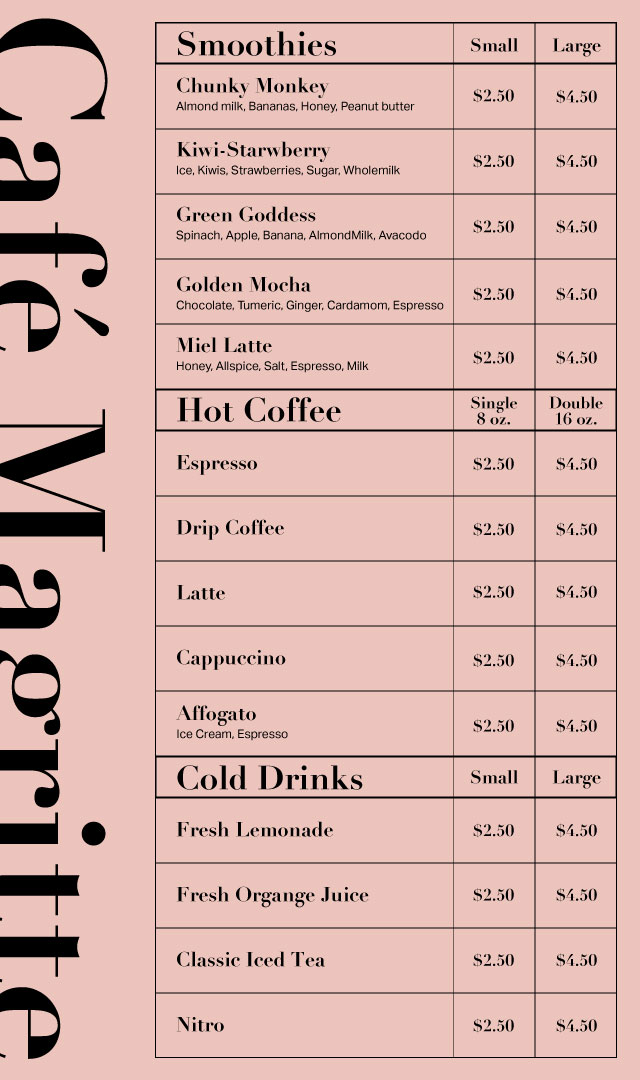 Café Magritte
Smoothies Small Large
Chunky Monkey $2.50 $4.50
Almond milk, Bananas, Honey, Peanut butter
Kiwi-Starwberry $2.50 $4.50
Ice, Kiwis, Strawberries, Sugar, Wholemilk
Green Goddess $2.50 $4.50
Spinach, Apple, Banana, AlmondMilk, Avacodo
Golden Mocha $2.50 $4.50
Chocolate, Tumeric, Ginger, Cardamom, Espresso
Miel Latte $2.50 $4.50
Honey, Allspice, Salt, Espresso, Milk
Hot Coffee Single 8 oz. Double 16 oz.
Espresso $2.50 $4.50
Drip Coffee $2.50 $4.50
Latte $2.50 $4.50
Cappuccino $2.50 $4.50
Affogato $2.50 $4.50
Ice Cream, Espresso
Cold Drinks Small Large
Fresh Lemonade $2.50 $4.50
Fresh Organge Juice $2.50 $4.50
Classic Iced Tea $2.50 $4.50
Nitro $2.50 $4.50